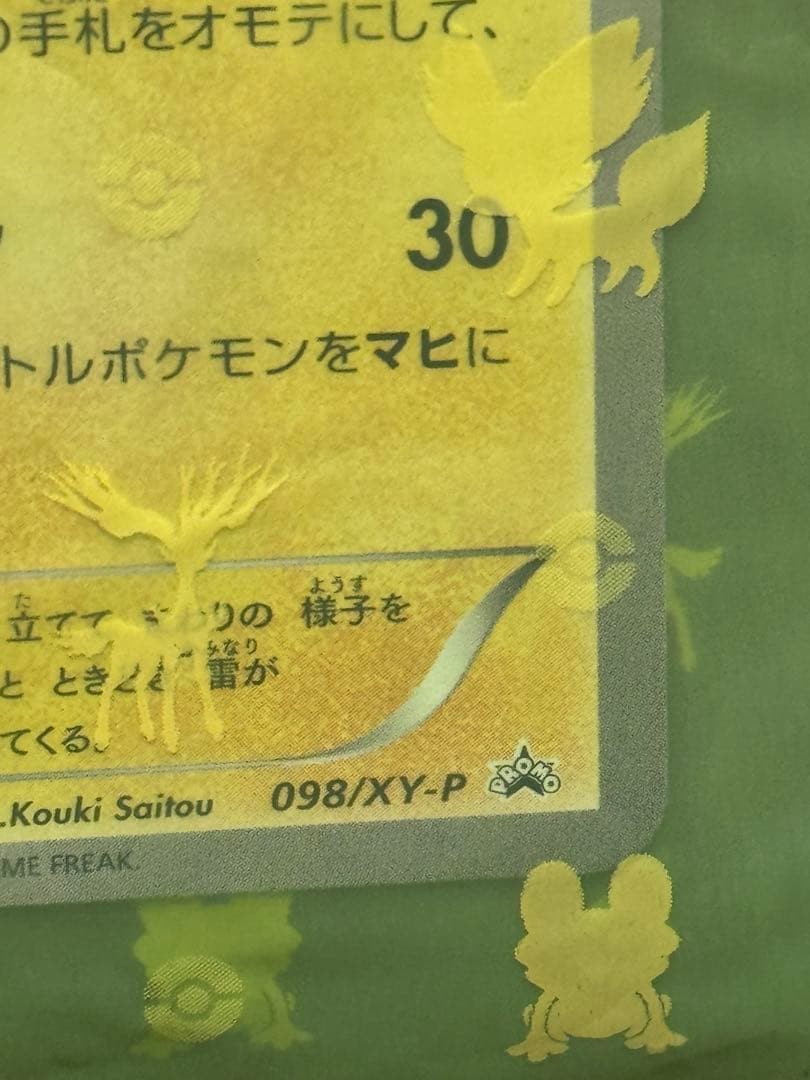 の手札をオモテにして、
30
トルポケモンをマヒに
立てて まわりの 様子を
と ときどき 雷が
てくる。
.Kouki Saitou 098/XY-P PROMO
ME FREAK.